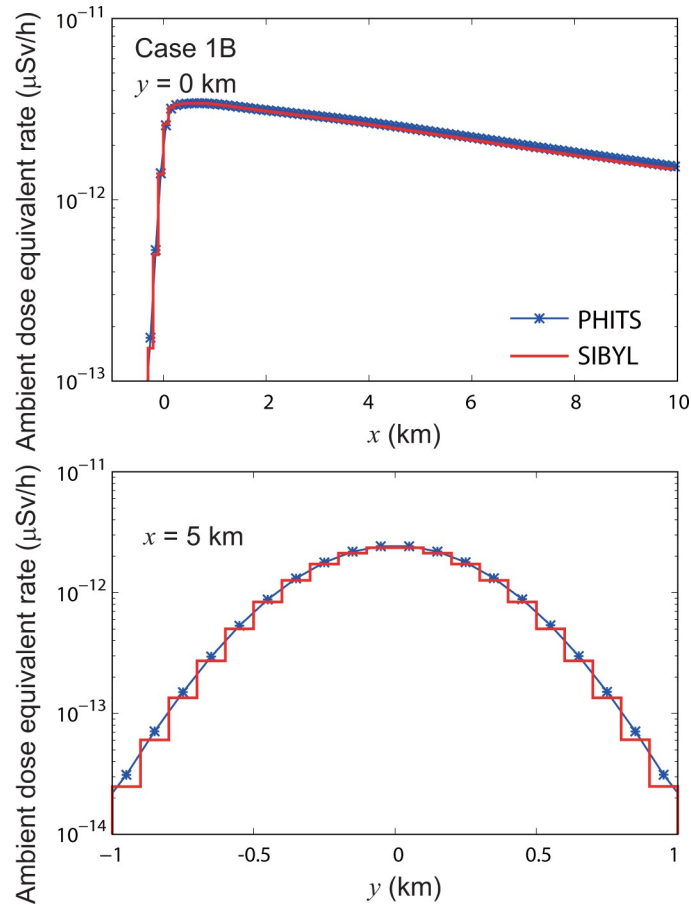 Ambient dose equivalent rate (μSv/h)
10⁻¹¹
10⁻¹²
10⁻¹³
Case 1B
y = 0 km
PHITS
SIBYL
0 2 4 6 8 10
x (km)
Ambient dose equivalent rate (μSv/h)
10⁻¹¹
10⁻¹²
10⁻¹³
10⁻¹⁴
x = 5 km
−1 -0.5 0 0.5 1
y (km)